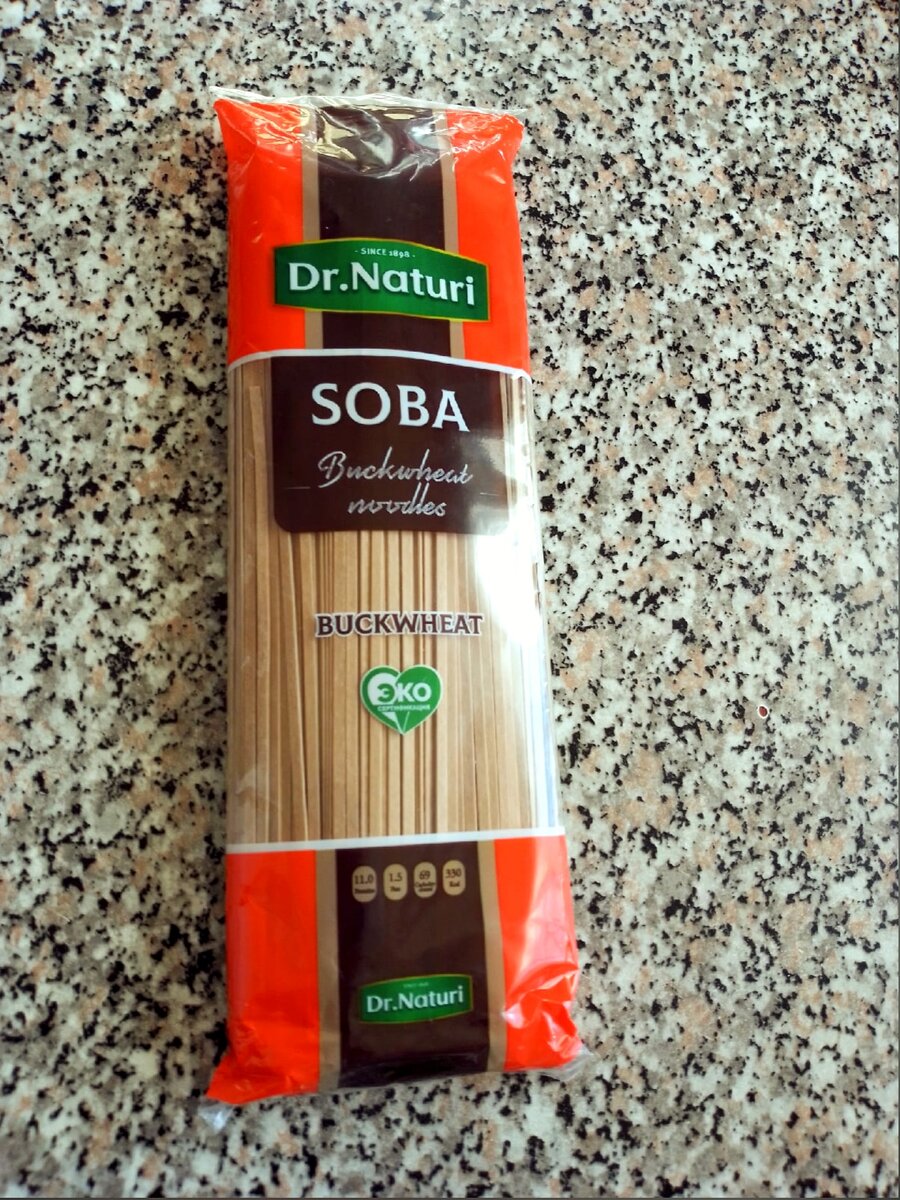 · SINCE 1898 ·
Dr.Naturi
SOBA
Buckwheat
noodles
BUCKWHEAT
ЭКО
СЕРТИФИКАЦИЯ
11.0 1.5 69 330
Dr.Naturi